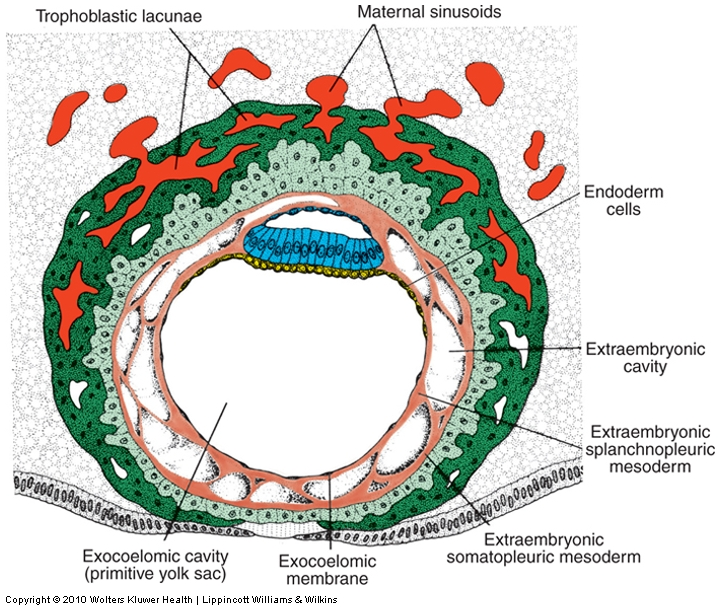 Trophoblastic lacunae
Maternal sinusoids
Endoderm
cells
Extraembryonic
cavity
Extraembryonic
splanchnopleuric
mesoderm
Extraembryonic
somatopleuric mesoderm
Exocoelomic cavity
(primitive yolk sac)
Exocoelomic
membrane
Copyright © 2010 Wolters Kluwer Health | Lippincott Williams & Wilkins